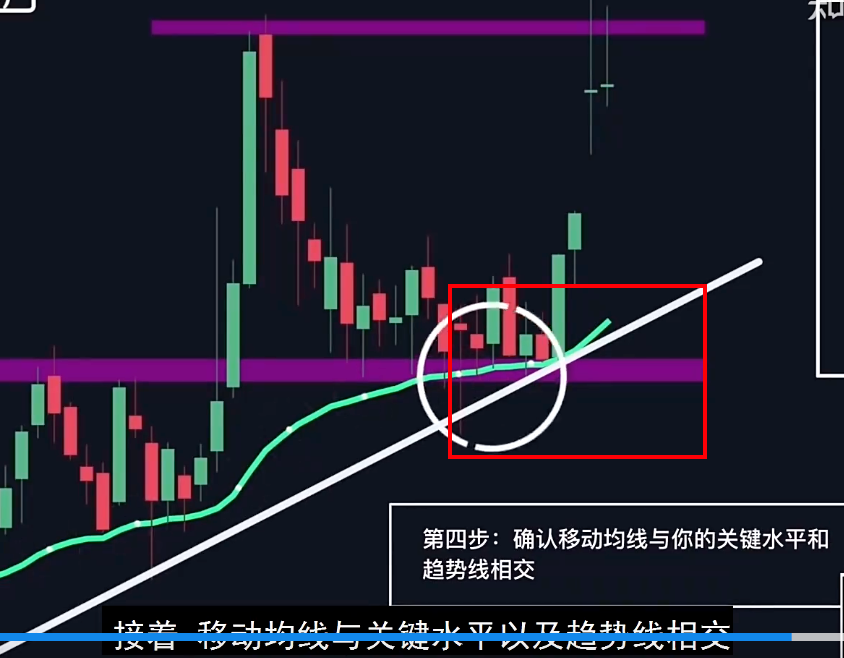 第四步：确认移动均线与你的关键水平和
趋势线相交
接着 移动均线与关键水平以及趋势线相交